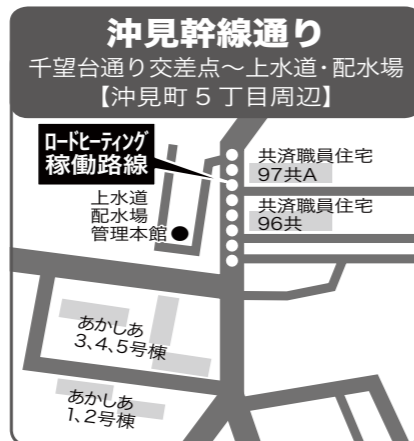 沖見幹線通り
千望台通り交差点～上水道・配水場
【沖見町5丁目周辺】
ロードヒーティング
稼働路線
共済職員住宅
97共A
上水道
配水場
管理本館
共済職員住宅
96共
あかしあ
3、4、5号棟
あかしあ
1、2号棟